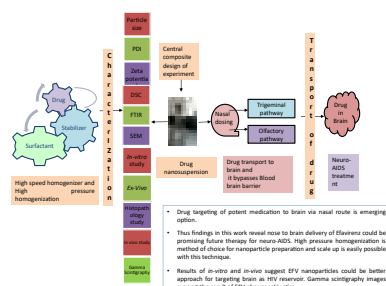 Particle
size
PDI
Zeta
potential
DSC
FTIR
SEM
In-vitro
study
Ex-Vivo
Histopath
ology
study
In vivo study
Gamma
Scintigraphy
Characterization
Drug
Stabilizer
Surfactant
High speed homogenizer and
High pressure
homogenization
Central
composite
design of
experiment
Drug
nanosuspension
Nasal
dosing
Trigeminal
pathway
Olfactory
pathway
Drug transport to
brain and
it bypasses Blood
brain barrier
Transport of drug
Drug
in
Brain
Neuro-
AIDS
treatme
nt
• Drug targeting of potent medication to brain via nasal route is emerging
option.
• Thus findings in this work reveal nose to brain delivery of Efavirenz could be
promising future therapy for neuro-AIDS. High pressure homogenization is
method of choice for nanoparticle preparation and scale up is easily possible
with this technique.
• Results of in-vitro and in-vivo suggest EFV nanoparticles could be better
approach for targeting brain as HIV reservoir. Gamma scintigraphy images